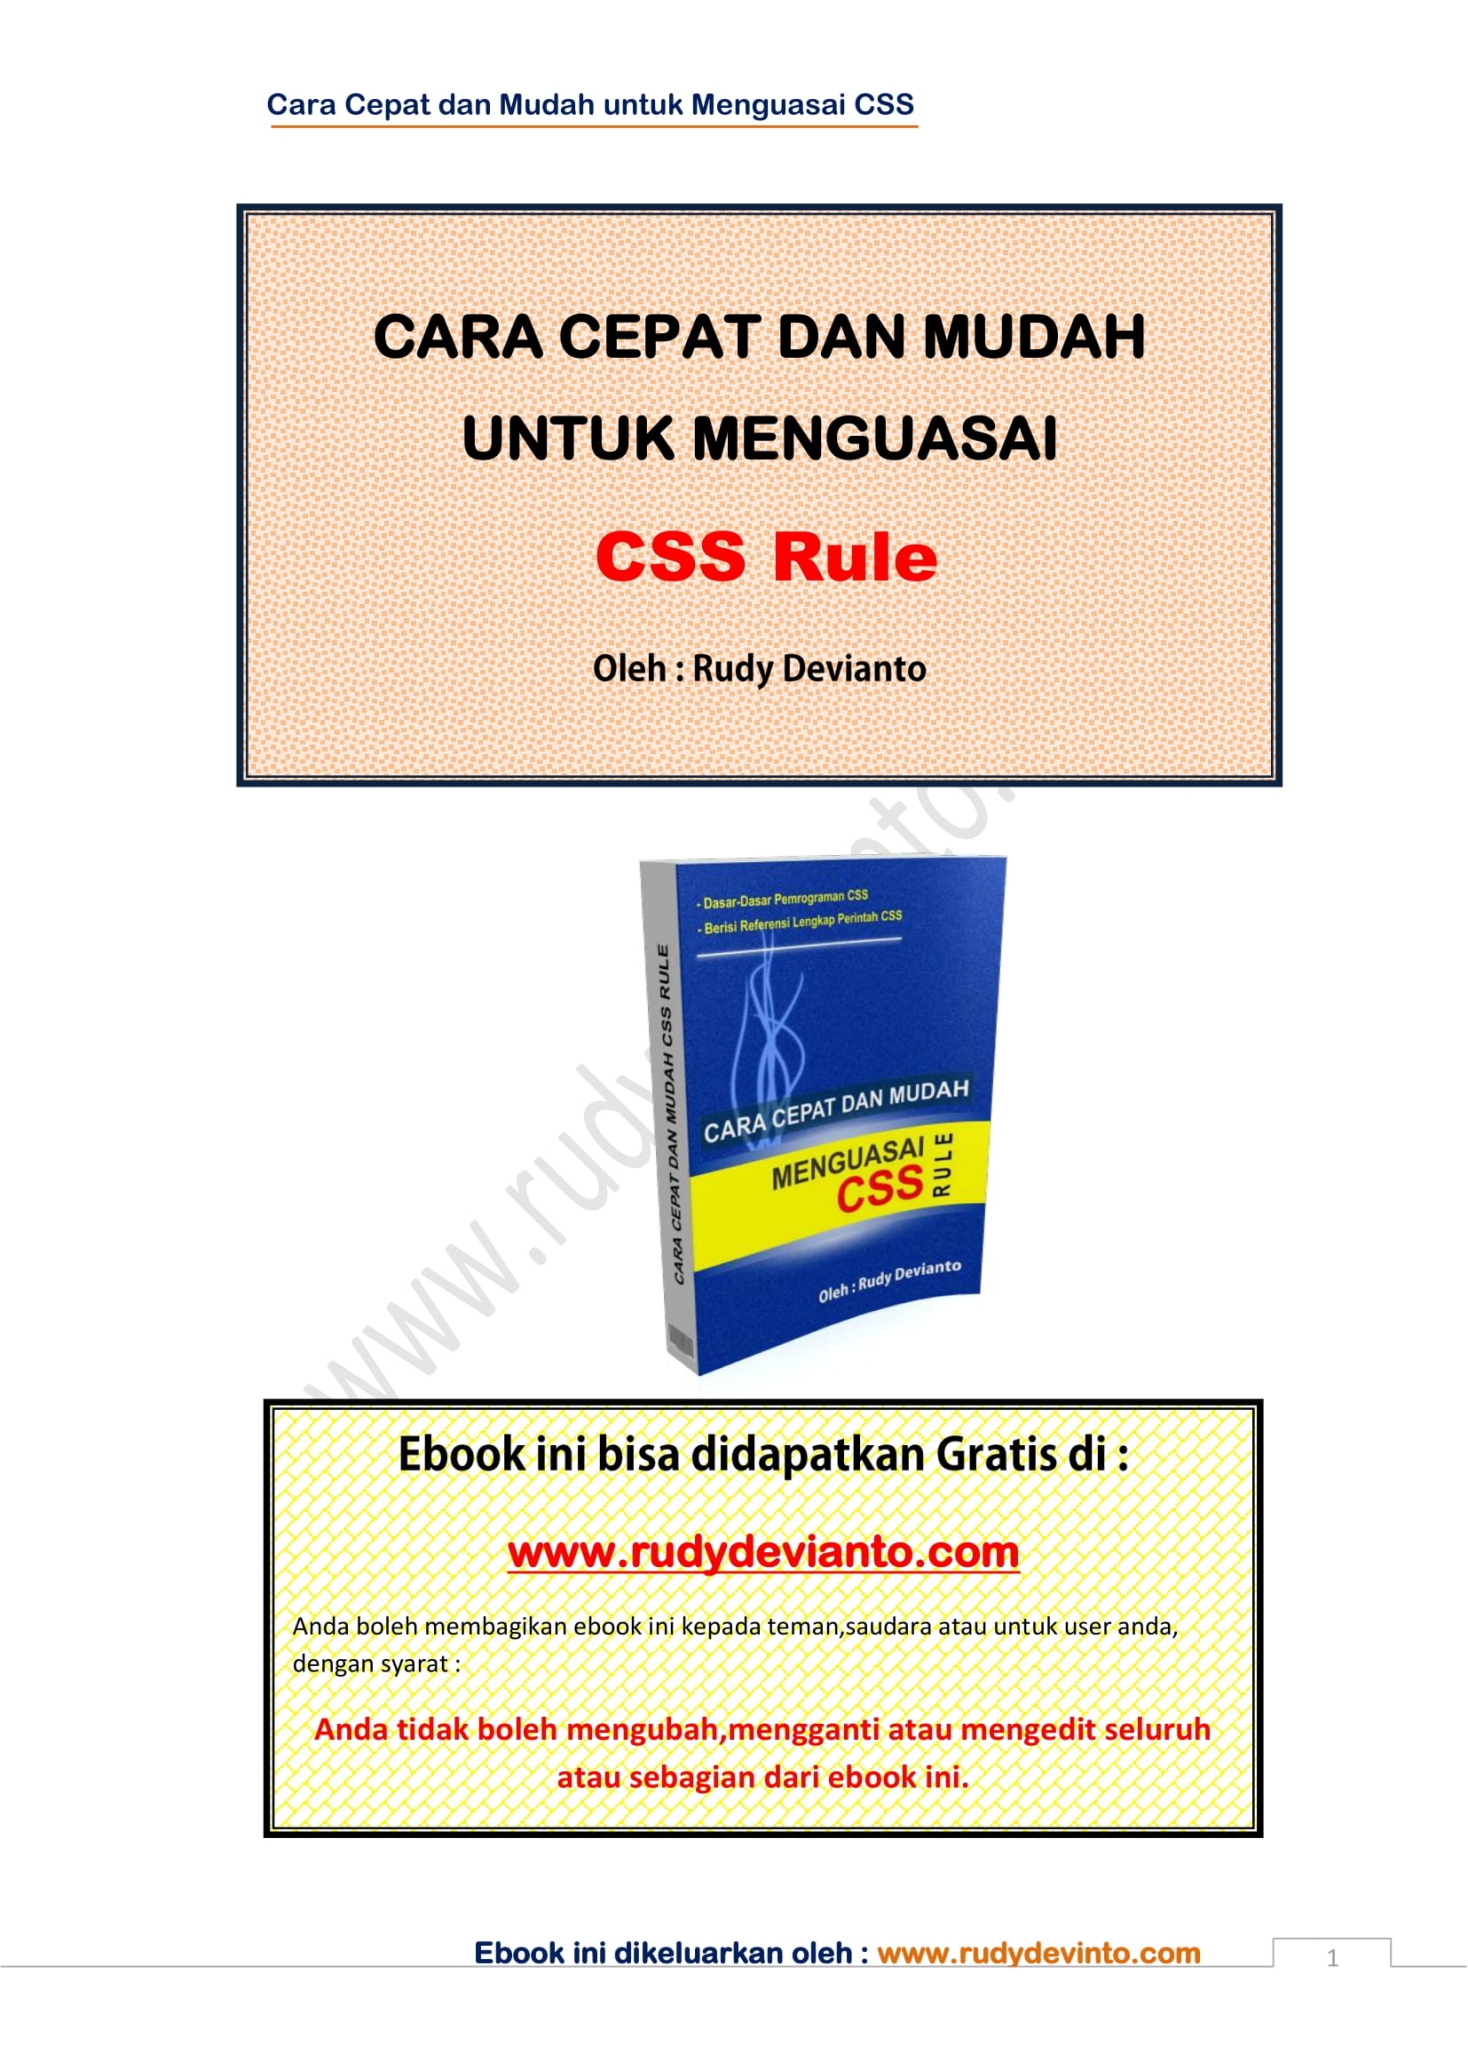 Cara Cepat dan Mudah untuk Menguasai CSS
CARA CEPAT DAN MUDAH
UNTUK MENGUASAI
CSS Rule
Oleh : Rudy Devianto
- Dasar-Dasar Pemrograman CSS
- Berisi Referensi Lengkap Perintah CSS
CARA CEPAT DAN MUDAH CSS RULE
CARA CEPAT DAN MUDAH
MENGUASAI
CSS
RULE
Oleh : Rudy Devianto
Ebook ini bisa didapatkan Gratis di :
www.rudydevianto.com
Anda boleh membagikan ebook ini kepada teman,saudara atau untuk user anda,
dengan syarat :
Anda tidak boleh mengubah,mengganti atau mengedit seluruh
atau sebagian dari ebook ini.
Ebook ini dikeluarkan oleh : www.rudydevinto.com
1